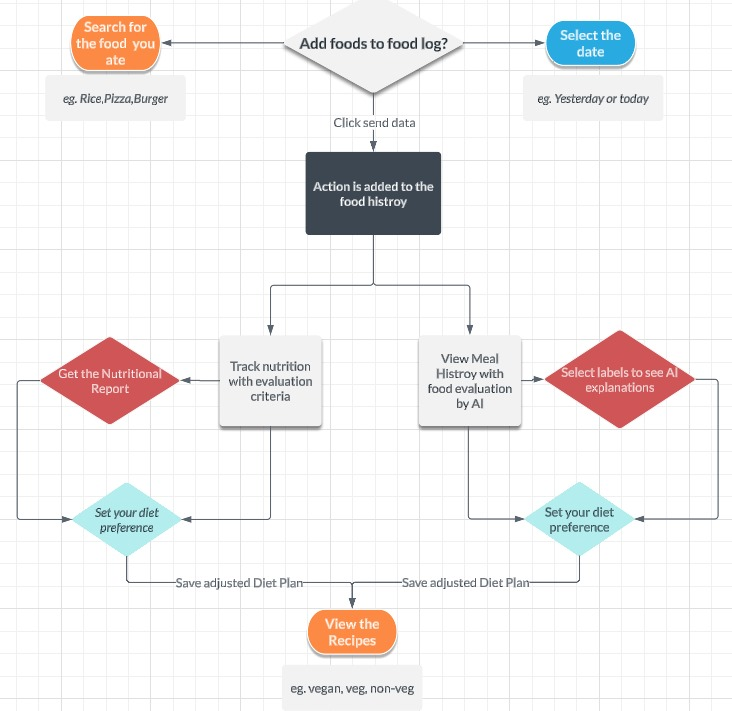 Search for
the food you
ate
Add foods to food log?
Select the
date
eg. Rice,Pizza,Burger
eg. Yesterday or today
Click send data
Action is added to the
food histroy
Get the Nutritional
Report
Track nutrition
with evaluation
criteria
View Meal
Histroy with
food evaluation
by AI
Select labels to see AI
explanations
Set your diet
preference
Set your diet
preference
Save adjusted Diet Plan
Save adjusted Diet Plan
View the
Recipes
eg. vegan, veg, non-veg